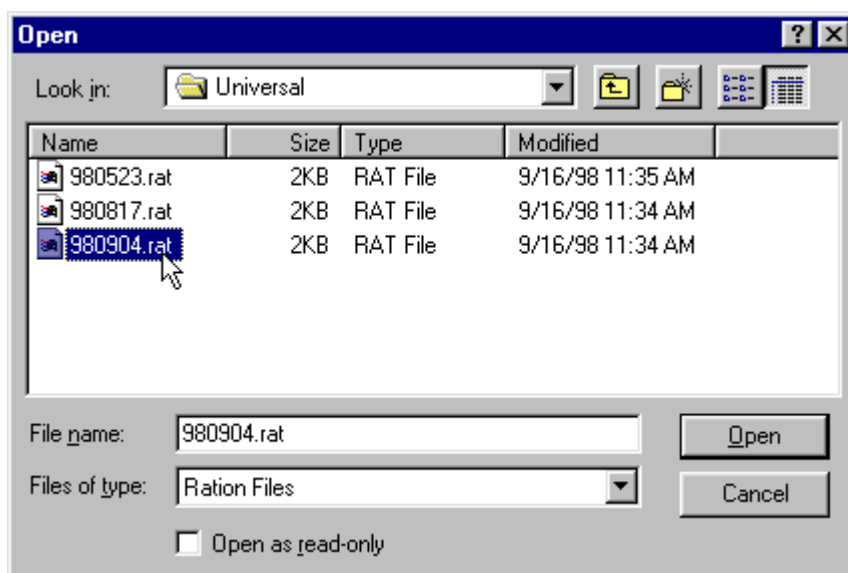 Open
Look in: Universal
Name Size Type Modified
980523.rat 2KB RAT File 9/16/98 11:35 AM
980817.rat 2KB RAT File 9/16/98 11:34 AM
980904.rat 2KB RAT File 9/16/98 11:34 AM
File name: 980904.rat Open
Files of type: Ration Files Cancel
Open as read-only